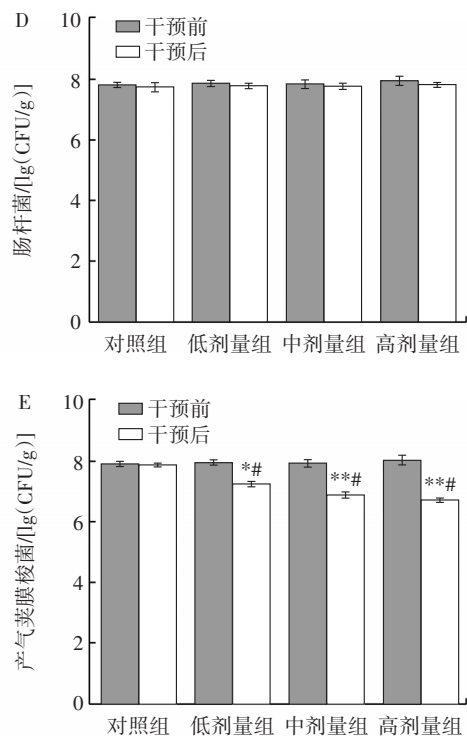 D
10
干预前
干预后
8
6
4
2
0
肠杆菌/[lg(CFU/g)]
对照组 低剂量组 中剂量组 高剂量组
E
10
干预前
干预后
8
6
4
2
0
*# **# **#
产气荚膜梭菌/[lg(CFU/g)]
对照组 低剂量组 中剂量组 高剂量组